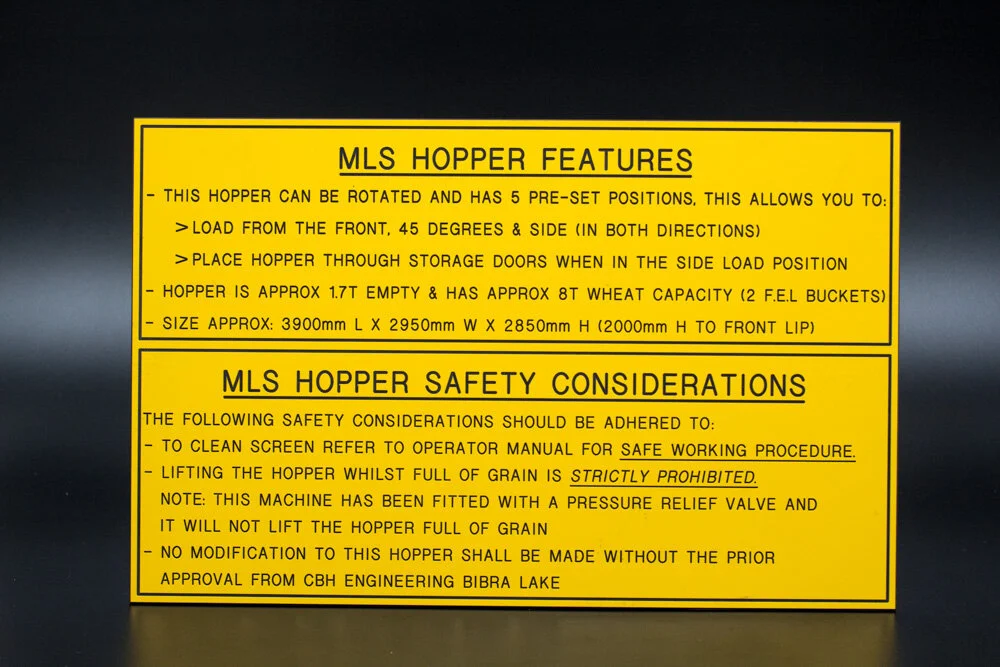 MLS HOPPER FEATURES
- THIS HOPPER CAN BE ROTATED AND HAS 5 PRE-SET POSITIONS, THIS ALLOWS YOU TO:
>LOAD FROM THE FRONT, 45 DEGREES & SIDE (IN BOTH DIRECTIONS)
>PLACE HOPPER THROUGH STORAGE DOORS WHEN IN THE SIDE LOAD POSITION
- HOPPER IS APPROX 1.7T EMPTY & HAS APPROX 8T WHEAT CAPACITY (2 F.E.L BUCKETS)
- SIZE APPROX: 3900mm L X 2950mm W X 2850mm H (2000mm H TO FRONT LIP)
MLS HOPPER SAFETY CONSIDERATIONS
THE FOLLOWING SAFETY CONSIDERATIONS SHOULD BE ADHERED TO:
- TO CLEAN SCREEN REFER TO OPERATOR MANUAL FOR SAFE WORKING PROCEDURE.
- LIFTING THE HOPPER WHILST FULL OF GRAIN IS STRICTLY PROHIBITED.
NOTE: THIS MACHINE HAS BEEN FITTED WITH A PRESSURE RELIEF VALVE AND
IT WILL NOT LIFT THE HOPPER FULL OF GRAIN
- NO MODIFICATION TO THIS HOPPER SHALL BE MADE WITHOUT THE PRIOR
APPROVAL FROM CBH ENGINEERING BIBRA LAKE